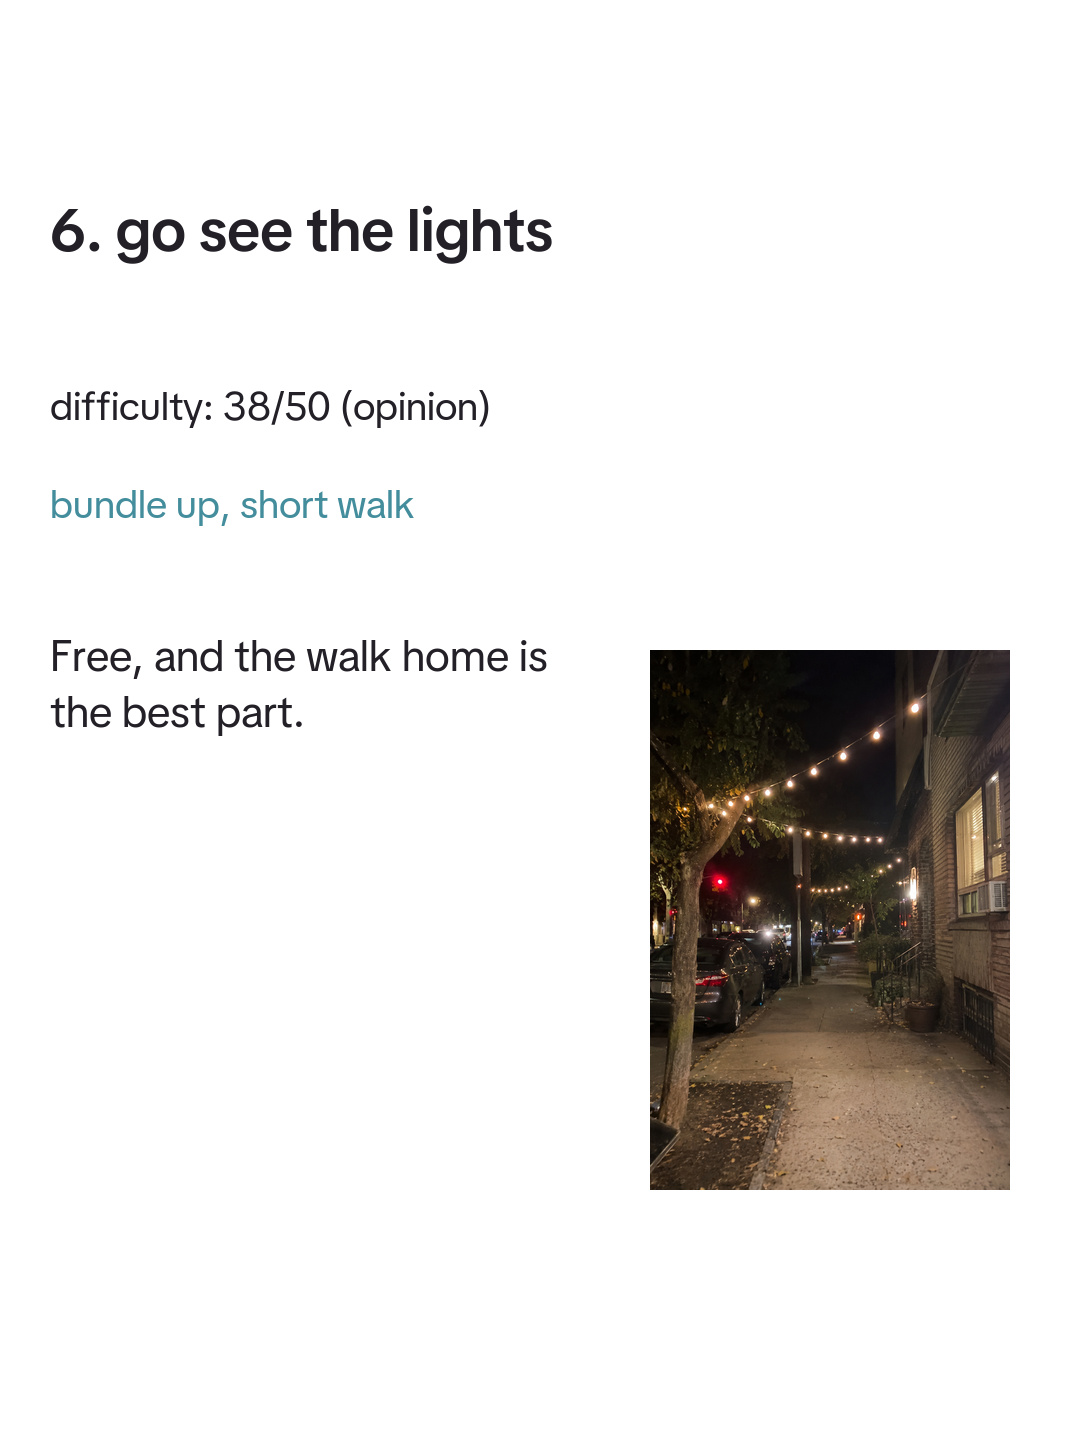 6. go see the lights
difficulty: 38/50 (opinion)
bundle up, short walk
Free, and the walk home is
the best part.